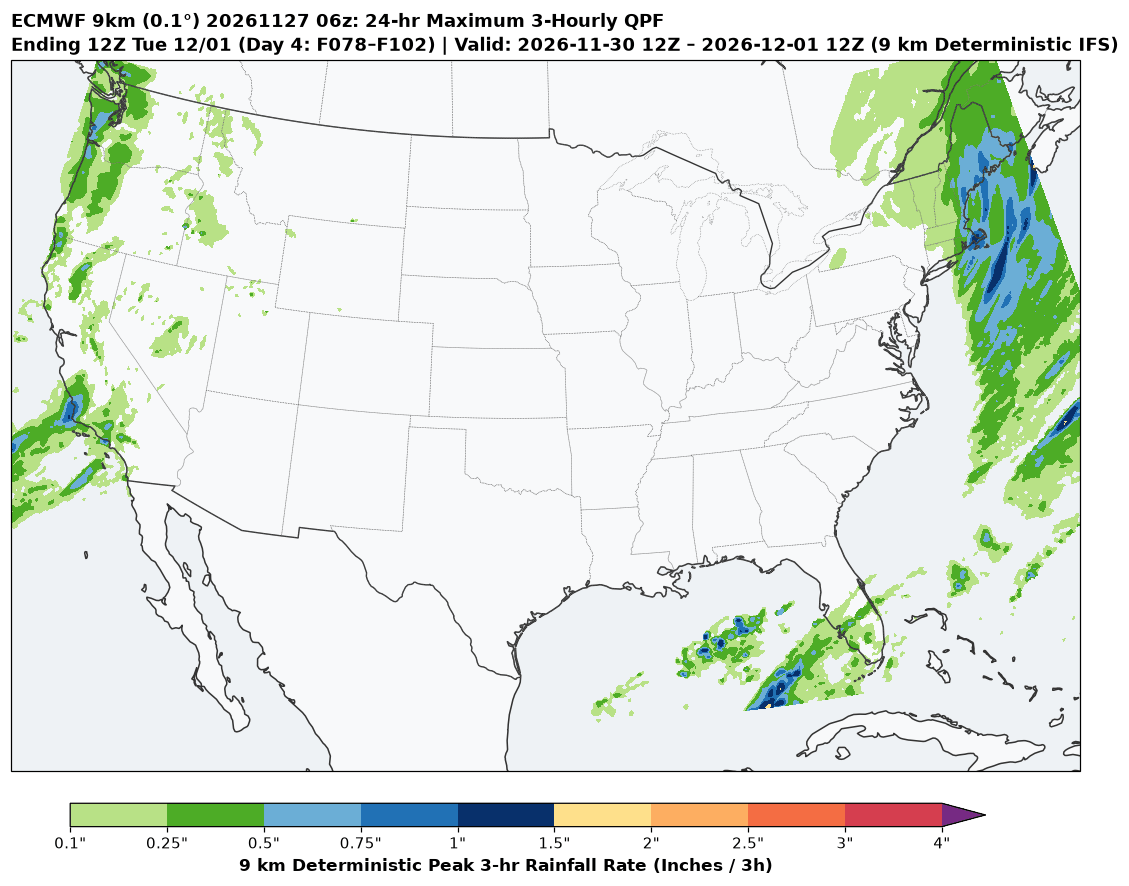 ECMWF 9km (0.1°) 20261127 06z: 24-hr Maximum 3-Hourly QPF
Ending 12Z Tue 12/01 (Day 4: F078–F102) | Valid: 2026-11-30 12Z – 2026-12-01 12Z (9 km Deterministic IFS)
0.1" 0.25" 0.5" 0.75" 1" 1.5" 2" 2.5" 3" 4"
9 km Deterministic Peak 3-hr Rainfall Rate (Inches / 3h)